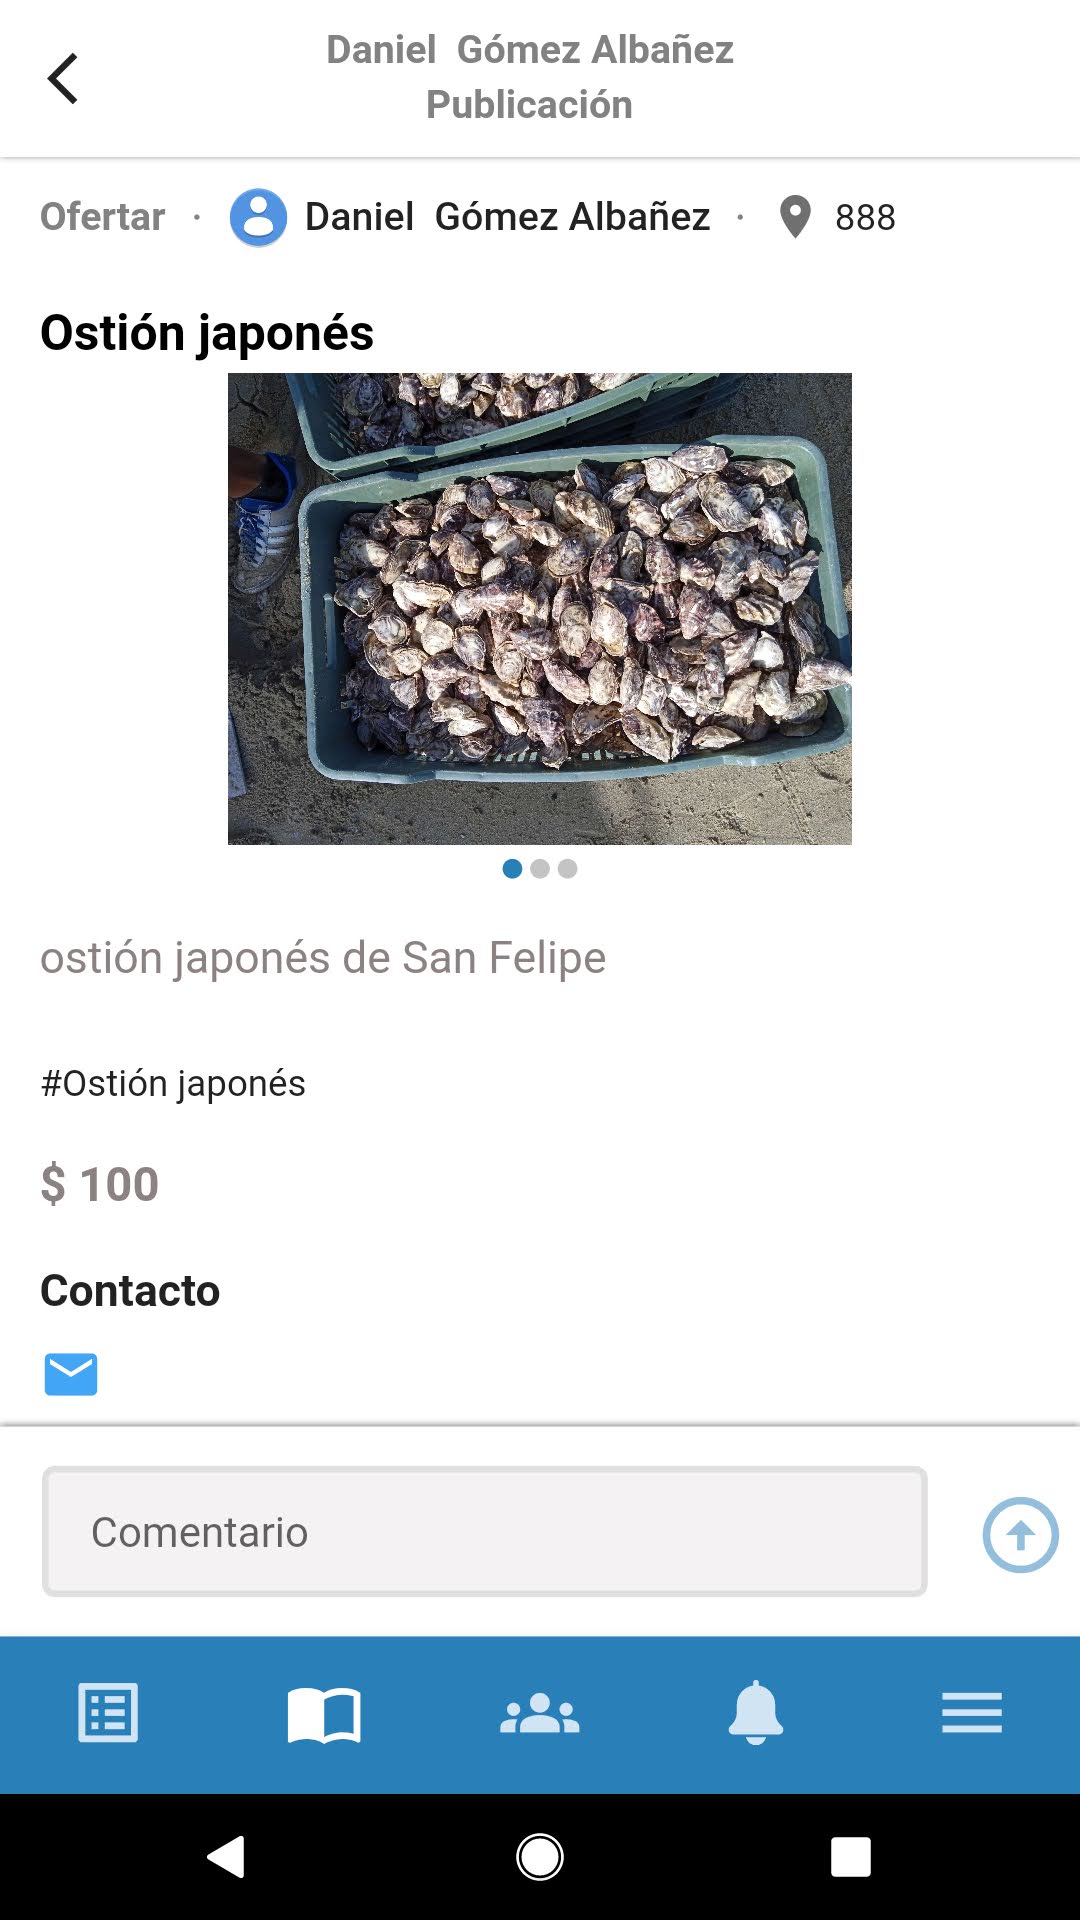 Daniel  Gómez Albañez
Publicación
Ofertar · Daniel  Gómez Albañez · 888
Ostión japonés
ostión japonés de San Felipe
#Ostión japonés
$ 100
Contacto
Comentario